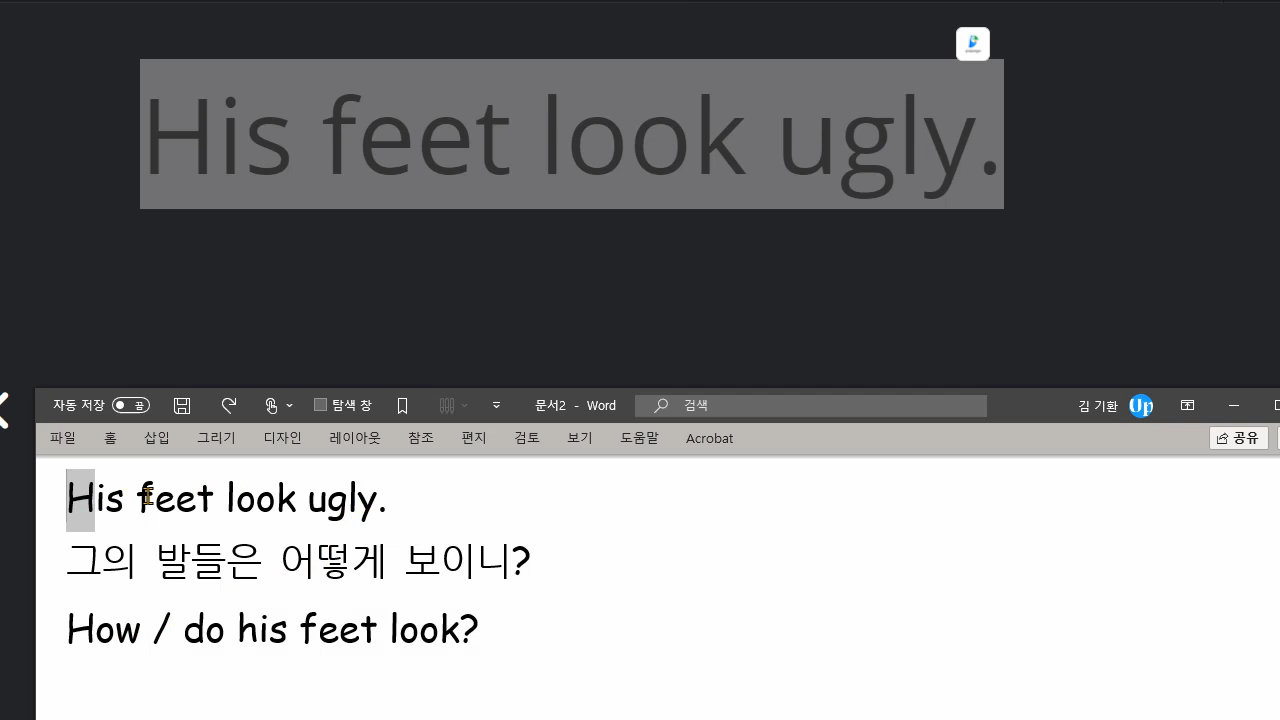 His feet look ugly.
자동 저장 끔 탐색 창 문서2 - Word 검색 김 기환 Up
파일 홈 삽입 그리기 디자인 레이아웃 참조 편지 검토 보기 도움말 Acrobat 공유
His feet look ugly.
그의 발들은 어떻게 보이니?
How / do his feet look?